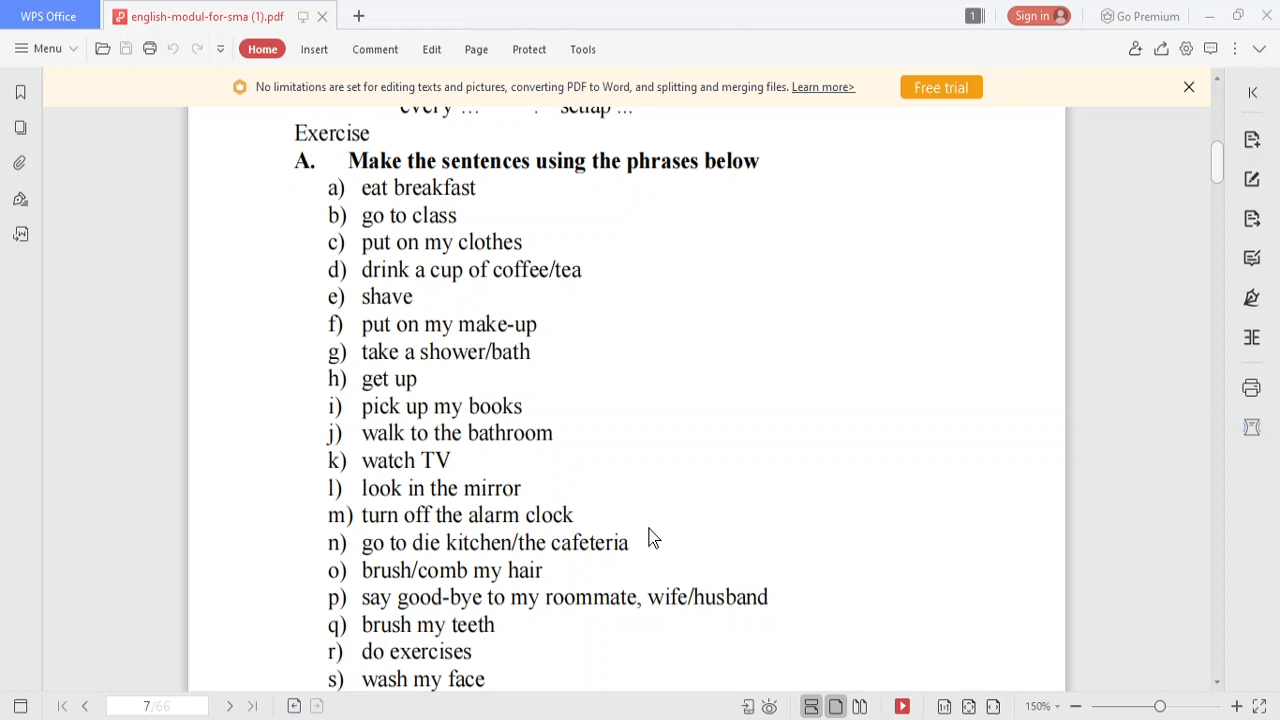 WPS Office
english-modul-for-sma (1).pdf
1
Sign in
Go Premium
Menu
Home
Insert
Comment
Edit
Page
Protect
Tools
No limitations are set for editing texts and pictures, converting PDF to Word, and splitting and merging files. Learn more>
Free trial
every ... setiap ...
Exercise
A. Make the sentences using the phrases below
a) eat breakfast
b) go to class
c) put on my clothes
d) drink a cup of coffee/tea
e) shave
f) put on my make-up
g) take a shower/bath
h) get up
i) pick up my books
j) walk to the bathroom
k) watch TV
l) look in the mirror
m) turn off the alarm clock
n) go to die kitchen/the cafeteria
o) brush/comb my hair
p) say good-bye to my roommate, wife/husband
q) brush my teeth
r) do exercises
s) wash my face
7/66
150%